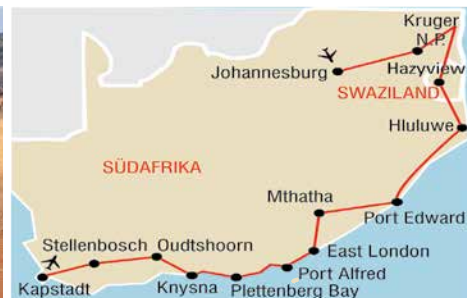 Kruger
N.P.
Johannesburg
Hazyview
SWAZILAND
Hluluwe
SÜDAFRIKA
Mthatha
Port Edward
Stellenbosch
Oudtshoorn
East London
Port Alfred
Kapstadt
Knysna
Plettenberg Bay